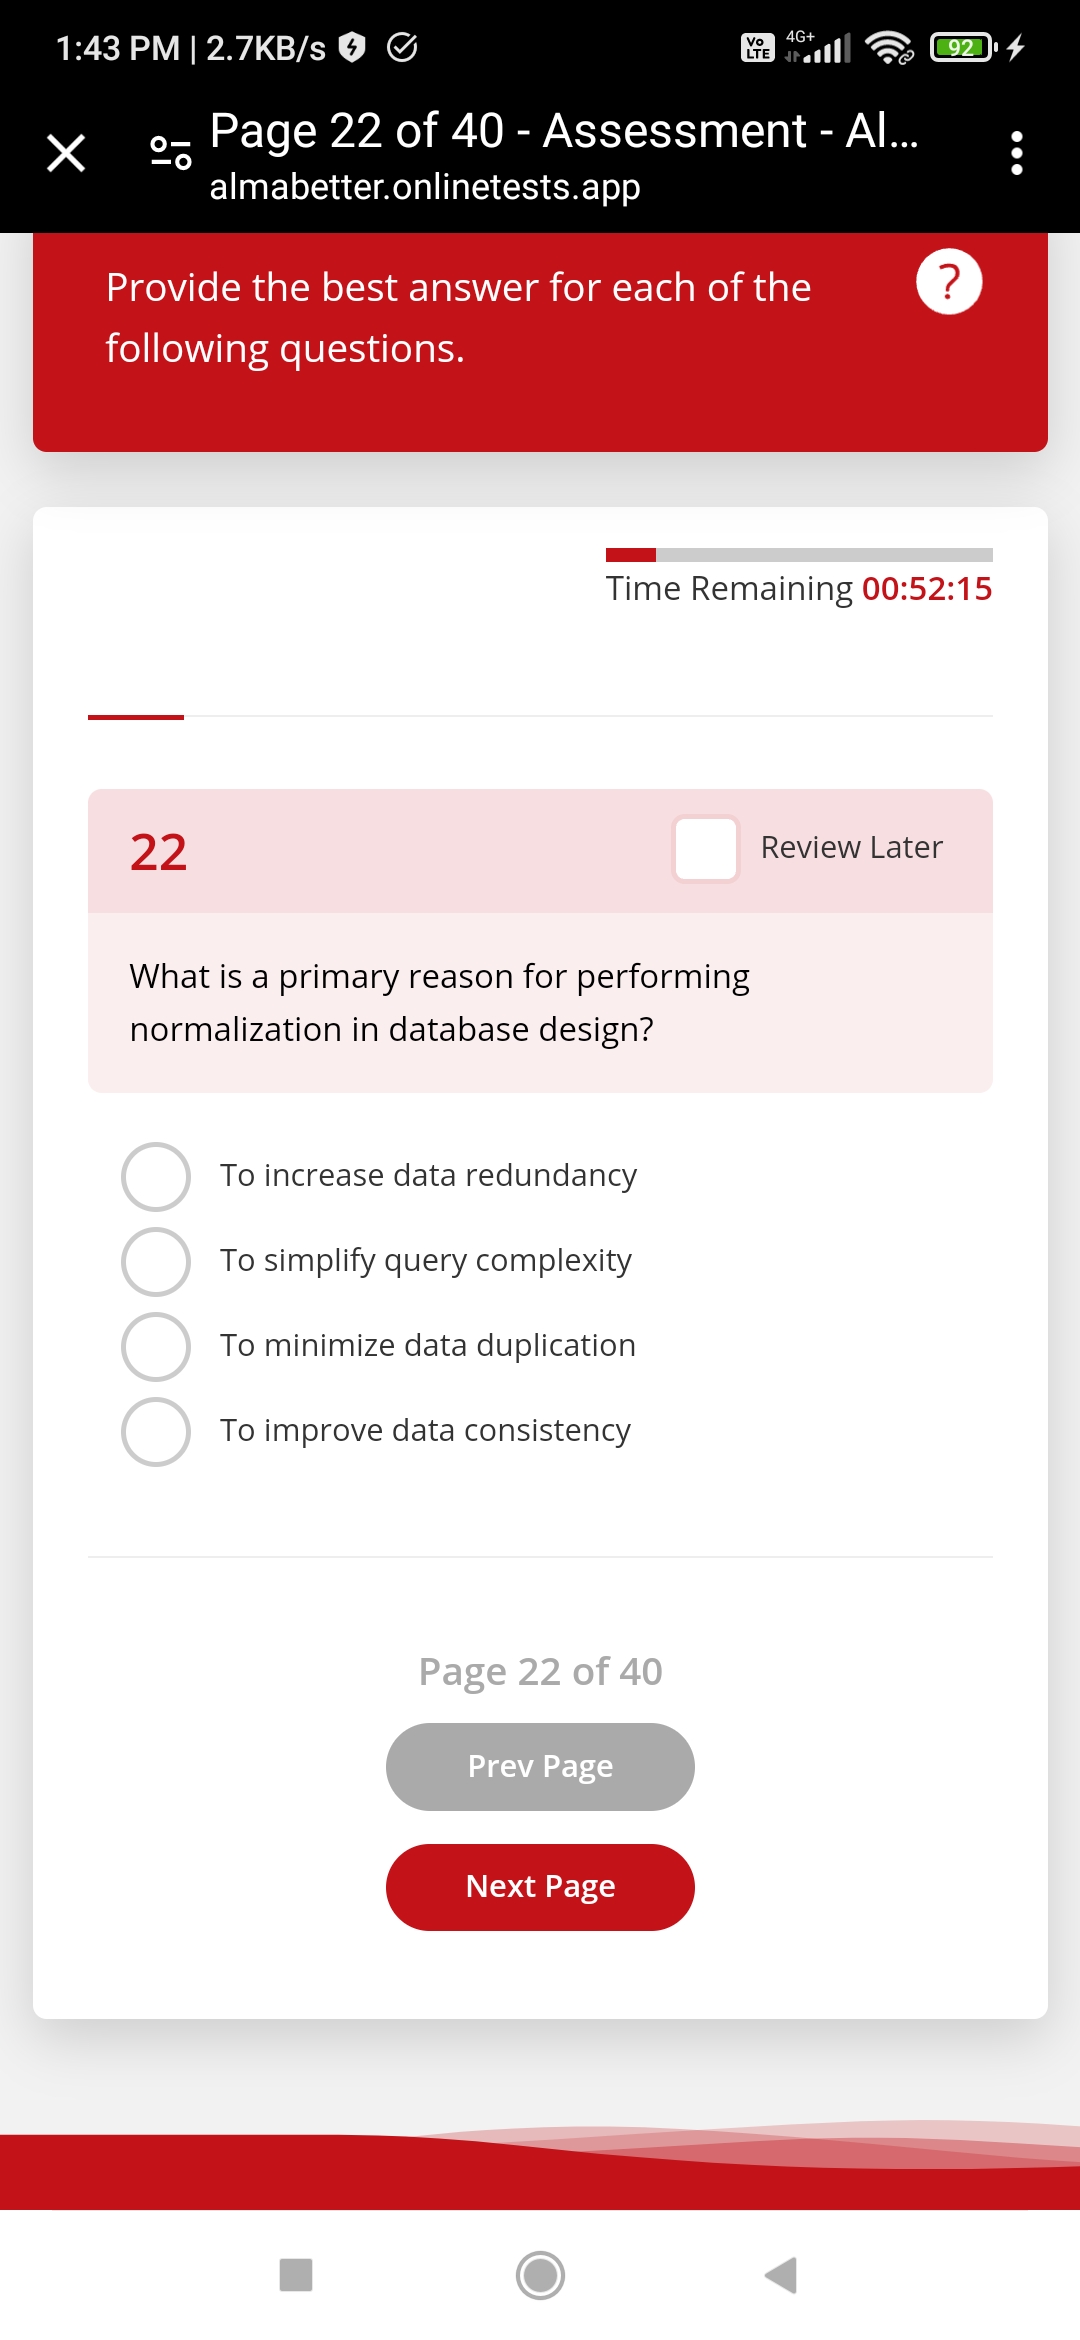 1:43 PM | 2.7KB/s
Vo LTE 4G+ 92
Page 22 of 40 - Assessment - Al...
almabetter.onlinetests.app
Provide the best answer for each of the
following questions.
?
Time Remaining 00:52:15
22
Review Later
What is a primary reason for performing
normalization in database design?
To increase data redundancy
To simplify query complexity
To minimize data duplication
To improve data consistency
Page 22 of 40
Prev Page
Next Page